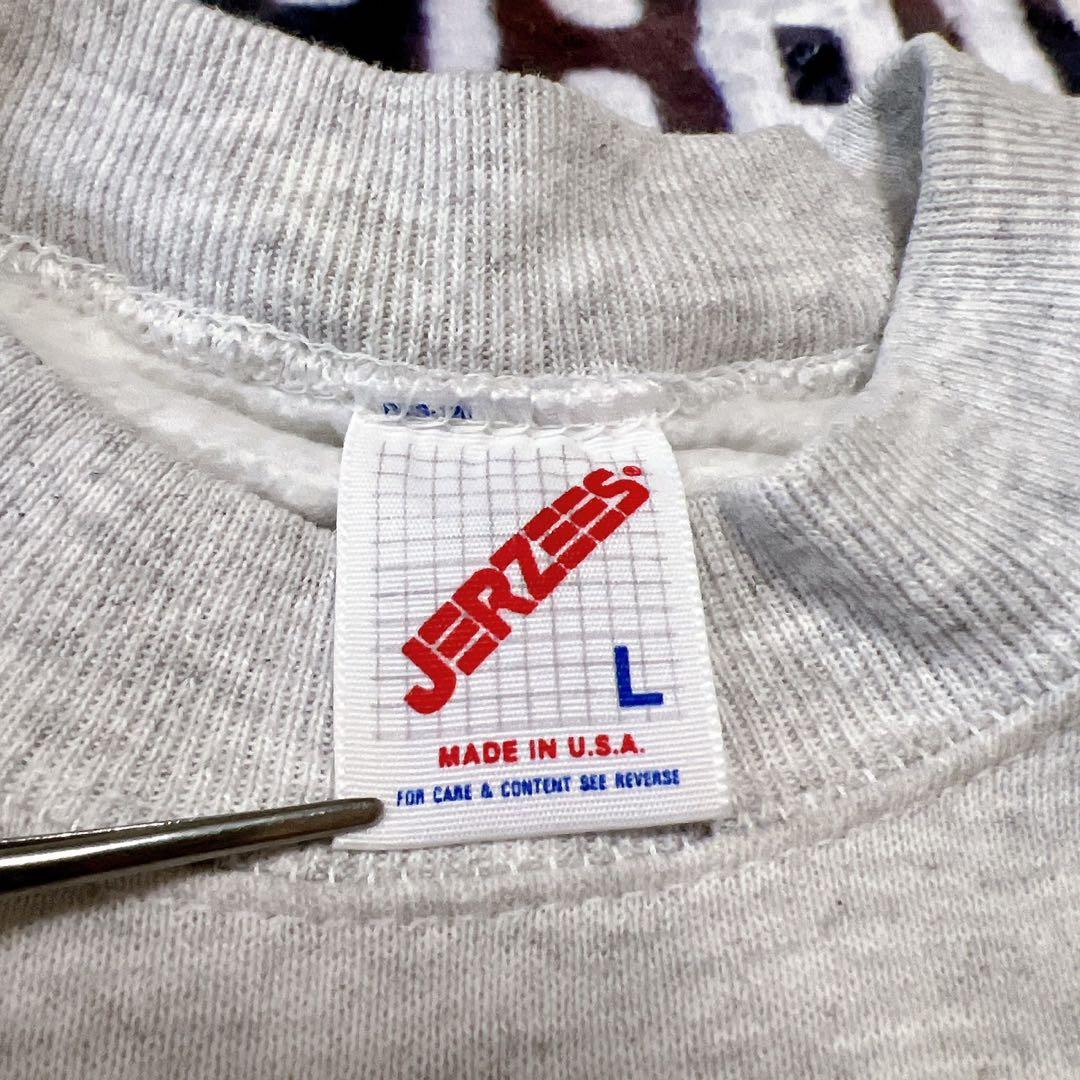 JERZEES®
L
MADE IN U.S.A.
FOR CARE & CONTENT SEE REVERSE